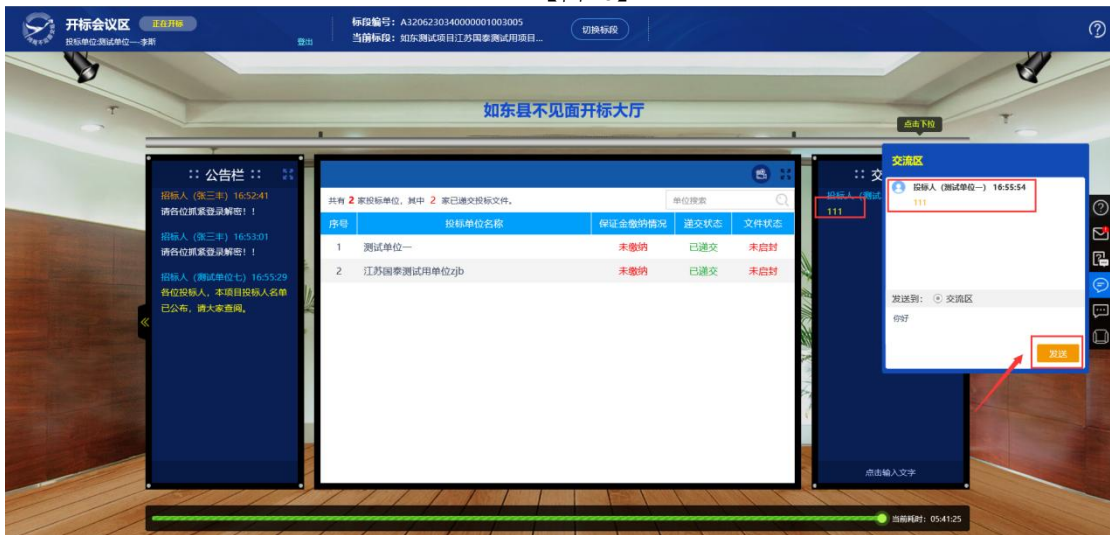 开标会议区 正在开标
投标单位:测试单位一-李斯 登出
标段编号：A3206230340000001003005
当前标段：如东测试项目江苏国泰测试用项目...
切换标段
如东县不见面开标大厅
点击下拉
:: 公告栏 ::
招标人（张三丰）16:52:41
请各位抓紧登录解密！！
招标人（张三丰）16:53:01
请各位抓紧登录解密！！
招标人（测试单位七）16:55:29
各位投标人，本项目投标人名单
已公布，请大家查阅。
共有 2 家投标单位，其中 2 家已递交投标文件。
单位搜索
序号 投标单位名称 保证金缴纳情况 递交状态 文件状态
1 测试单位一 未缴纳 已递交 未启封
2 江苏国泰测试用单位zjb 未缴纳 已递交 未启封
:: 交
投标人（测试
111
点击输入文字
交流区
投标人（测试单位一）16:55:54
111
发送到： 交流区
你好
发送
当前耗时：05:41:25